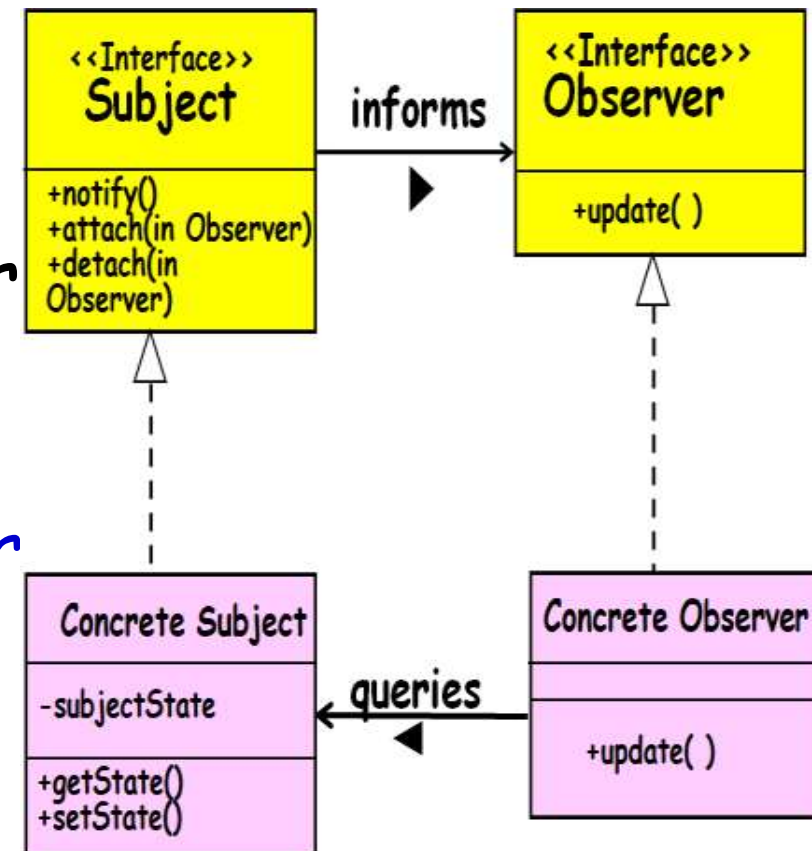 <<Interface>>
Subject
+notify()
+attach(in Observer)
+detach(in
Observer)
informs
<<Interface>>
Observer
+update( )
Concrete Subject
-subjectState
+getState()
+setState()
queries
Concrete Observer
+update( )